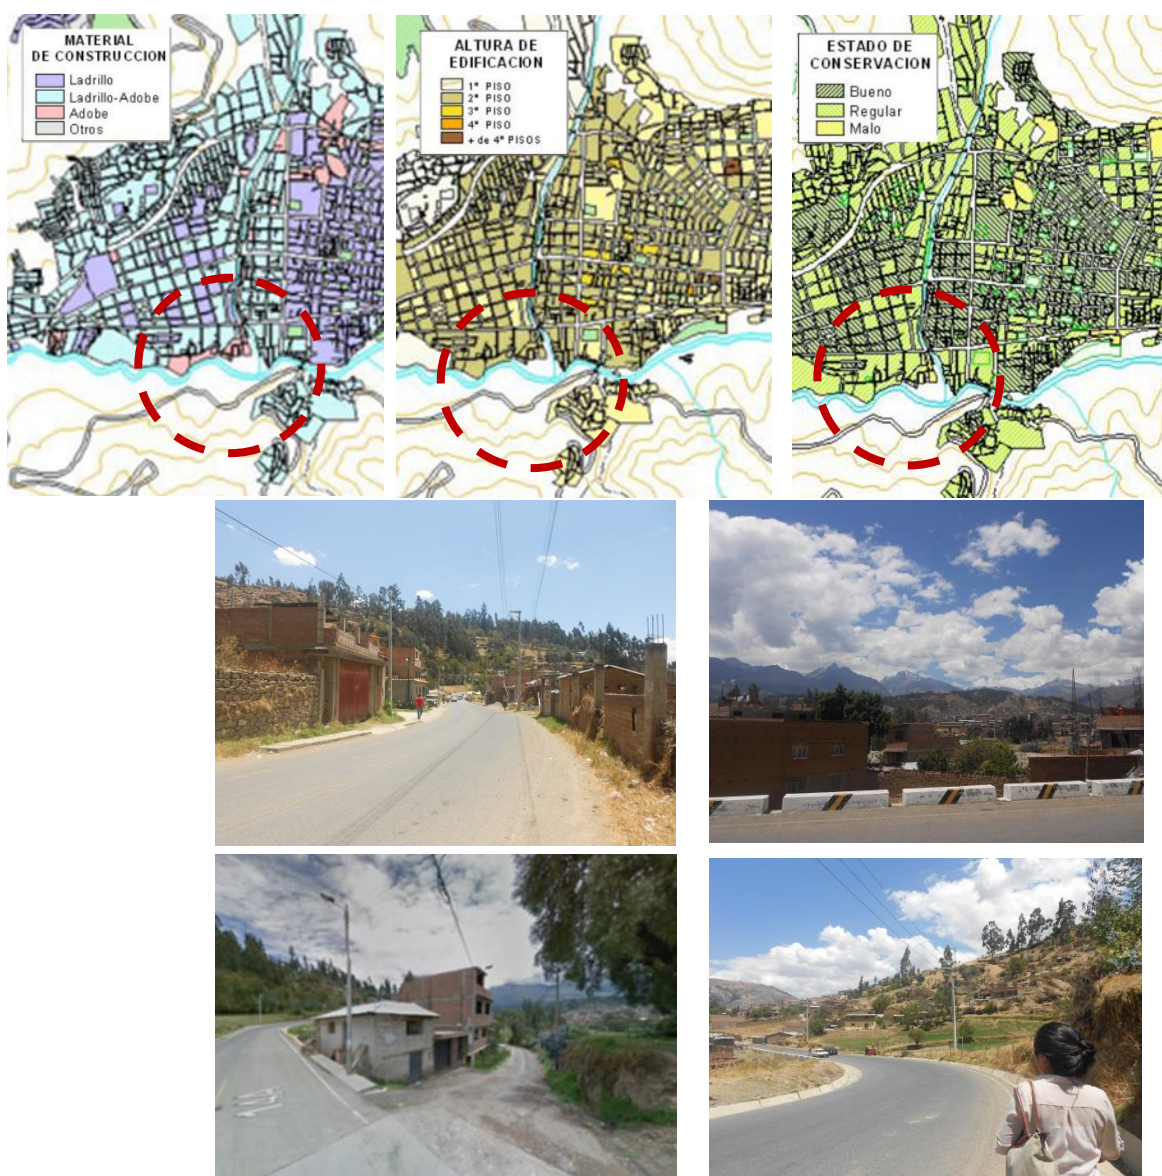 MATERIAL
DE CONSTRUCCION
Ladrillo
Ladrillo-Adobe
Adobe
Otros
ALTURA DE
EDIFICACION
1° PISO
2° PISO
3° PISO
4° PISO
+ de 4° PISOS
ESTADO DE
CONSERVACION
Bueno
Regular
Malo